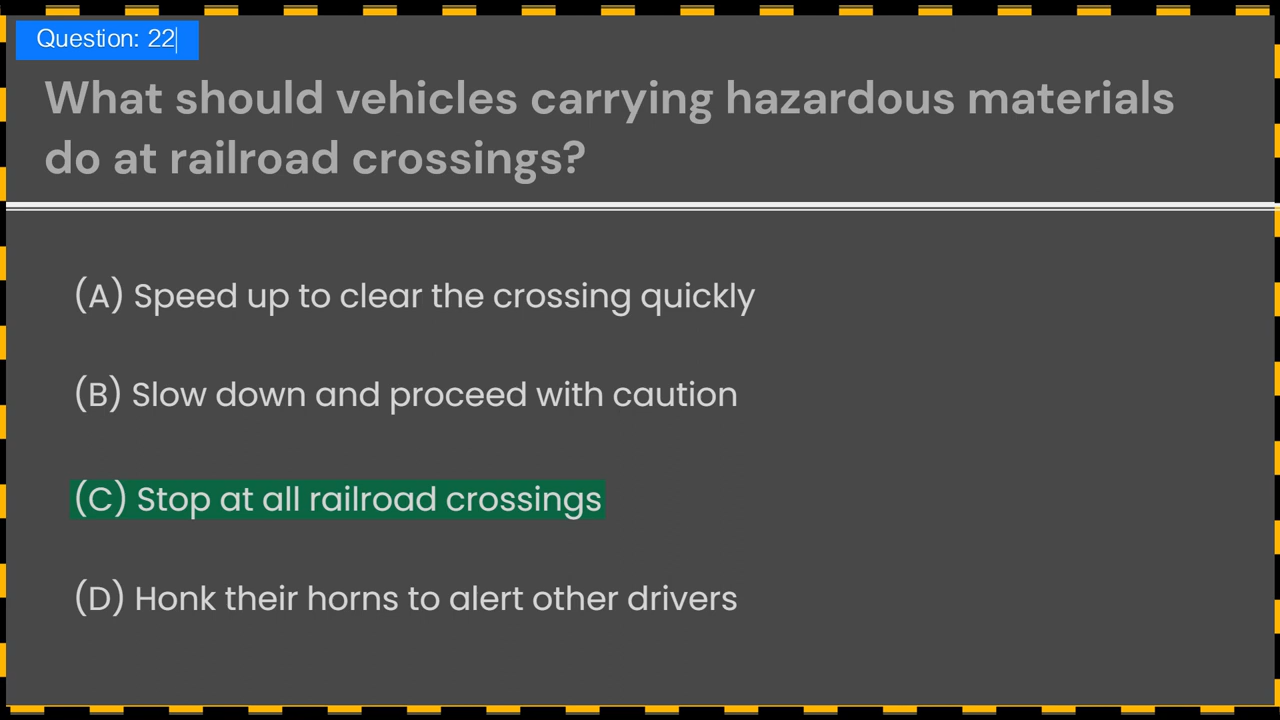 Question: 22
What should vehicles carrying hazardous materials
do at railroad crossings?
(A) Speed up to clear the crossing quickly
(B) Slow down and proceed with caution
(C) Stop at all railroad crossings
(D) Honk their horns to alert other drivers